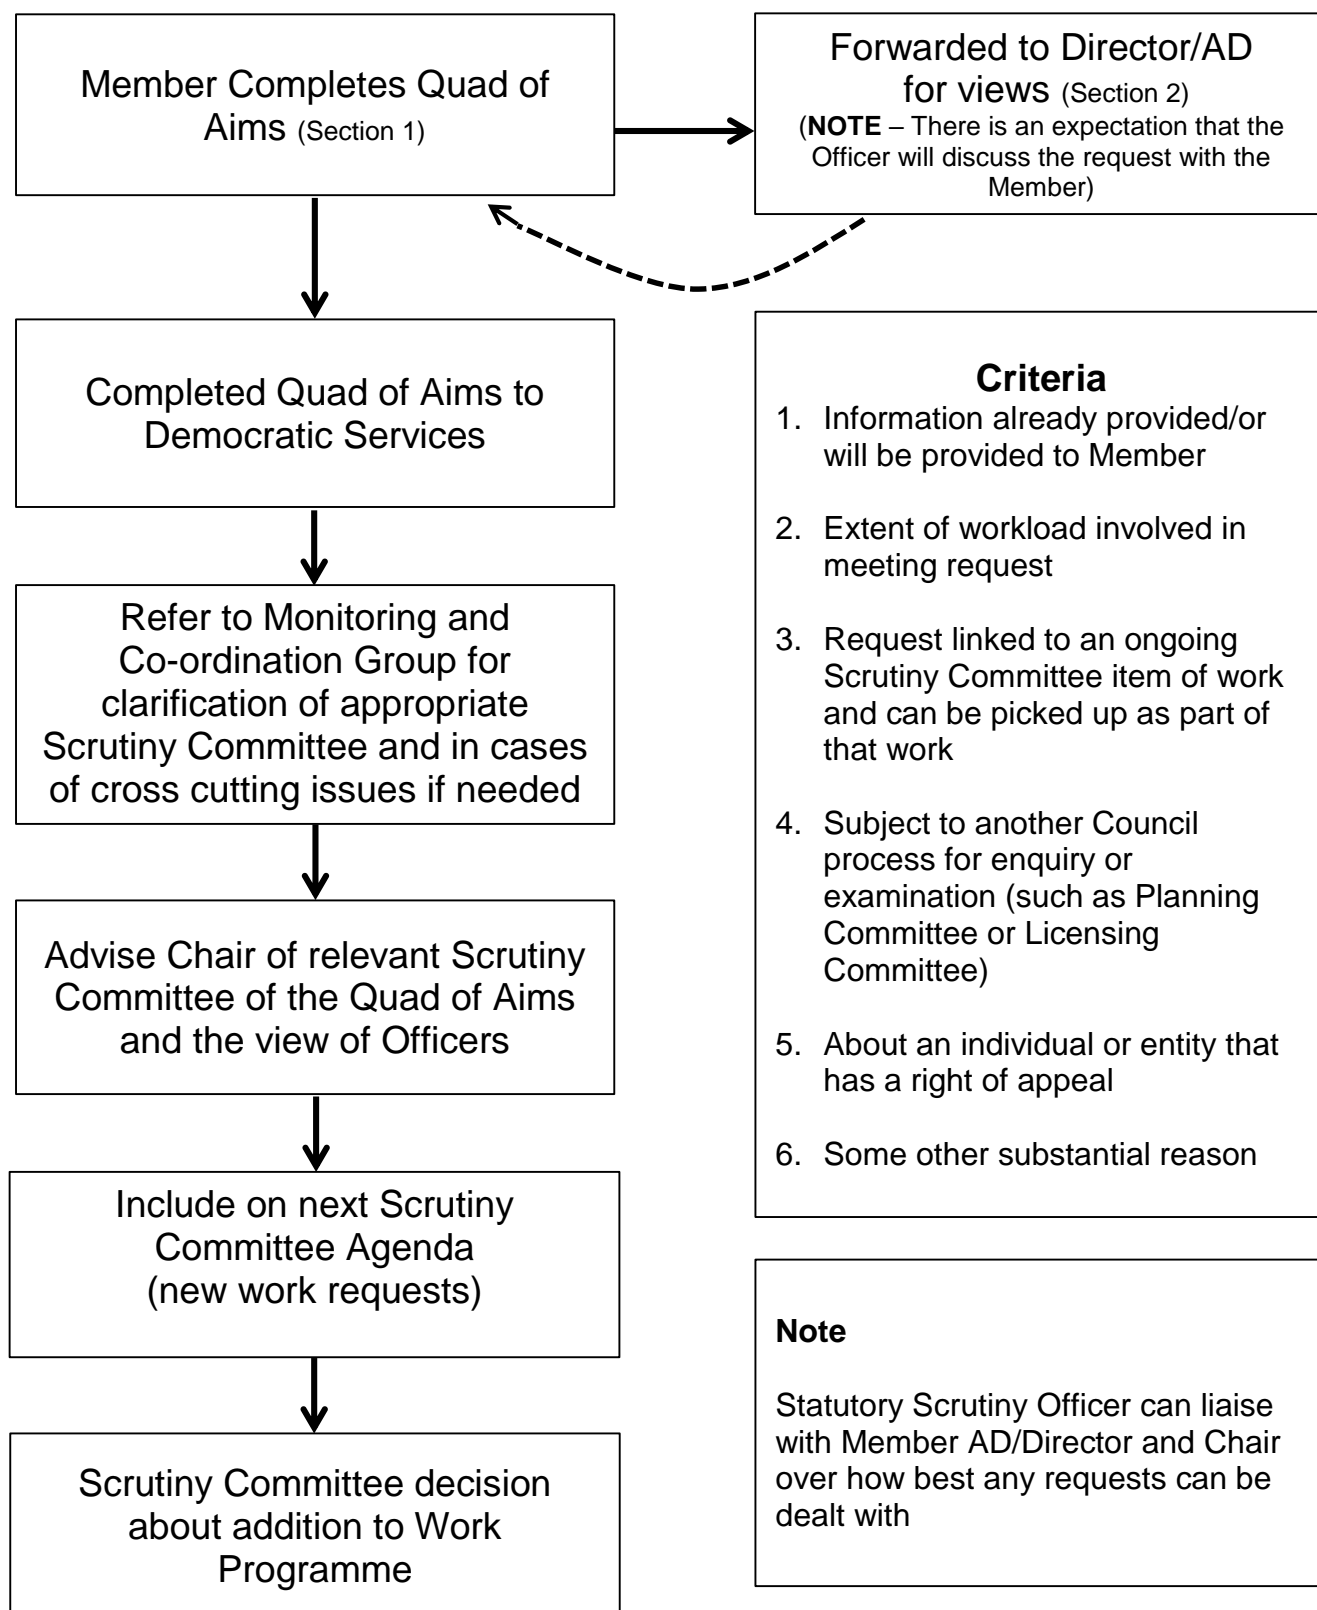 Member Completes Quad of
Aims (Section 1)
Forwarded to Director/AD
for views (Section 2)
(NOTE – There is an expectation that the
Officer will discuss the request with the
Member)
Completed Quad of Aims to
Democratic Services
Refer to Monitoring and
Co-ordination Group for
clarification of appropriate
Scrutiny Committee and in cases
of cross cutting issues if needed
Advise Chair of relevant Scrutiny
Committee of the Quad of Aims
and the view of Officers
Include on next Scrutiny
Committee Agenda
(new work requests)
Scrutiny Committee decision
about addition to Work
Programme
Criteria
1. Information already provided/or
will be provided to Member
2. Extent of workload involved in
meeting request
3. Request linked to an ongoing
Scrutiny Committee item of work
and can be picked up as part of
that work
4. Subject to another Council
process for enquiry or
examination (such as Planning
Committee or Licensing
Committee)
5. About an individual or entity that
has a right of appeal
6. Some other substantial reason
Note
Statutory Scrutiny Officer can liaise
with Member AD/Director and Chair
over how best any requests can be
dealt with